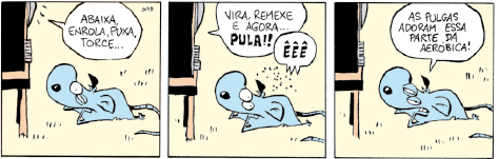 ABAIXA,
ENROLA, PUXA,
TORCE...
VIRA, REMEXE
E AGORA...
PULA!!
ÊÊÊ
AS PULGAS
ADORAM ESSA
PARTE DA
AERÓBICA!